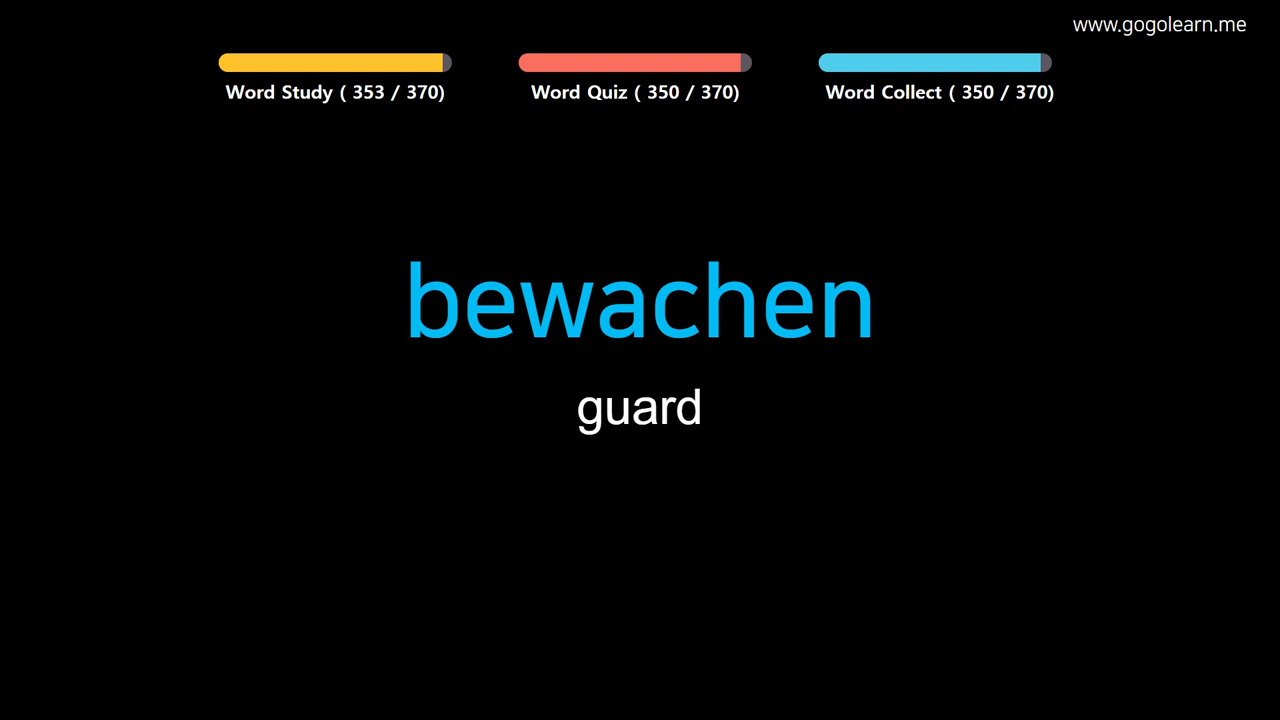 www.gogolearn.me
Word Study ( 353 / 370)
Word Quiz ( 350 / 370)
Word Collect ( 350 / 370)
bewachen
guard